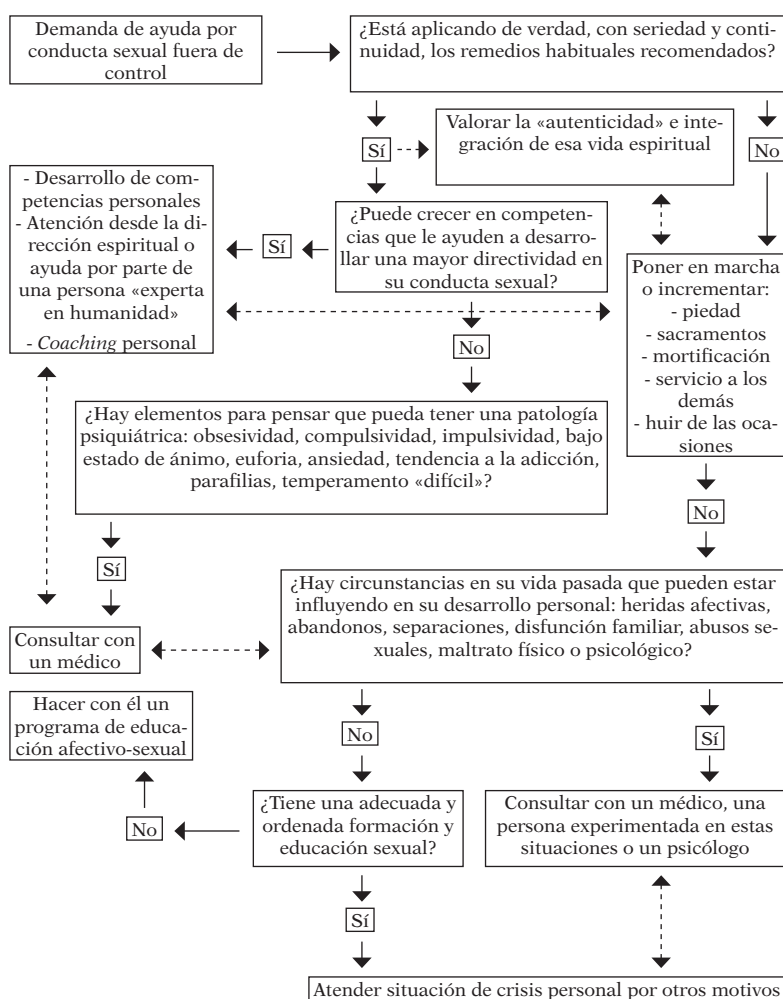 Demanda de ayuda por
conducta sexual fuera de
control
¿Está aplicando de verdad, con seriedad y conti-
nuidad, los remedios habituales recomendados?
Sí
Valorar la «autenticidad» e inte-
gración de esa vida espiritual
No
- Desarrollo de com-
petencias personales
- Atención desde la di-
rección espiritual o
ayuda por parte de
una persona «experta
en humanidad»
- Coaching personal
Sí
¿Puede crecer en competen-
cias que le ayuden a desarro-
llar una mayor directividad en
su conducta sexual?
Poner en marcha
o incrementar:
- piedad
- sacramentos
- mortificación
- servicio a los
demás
- huir de las oca-
siones
No
¿Hay elementos para pensar que pueda tener una patología
psiquiátrica: obsesividad, compulsividad, impulsividad, bajo
estado de ánimo, euforia, ansiedad, tendencia a la adicción,
parafilias, temperamento «difícil»?
No
Sí
¿Hay circunstancias en su vida pasada que pueden estar
influyendo en su desarrollo personal: heridas afectivas,
abandonos, separaciones, disfunción familiar, abusos se-
xuales, maltrato físico o psicológico?
Consultar con
un médico
Hacer con él un
programa de educa-
ción afectivo-sexual
No
Sí
No
¿Tiene una adecuada y
ordenada formación y
educación sexual?
Consultar con un médico, una
persona experimentada en estas
situaciones o un psicólogo
Sí
Atender situación de crisis personal por otros motivos